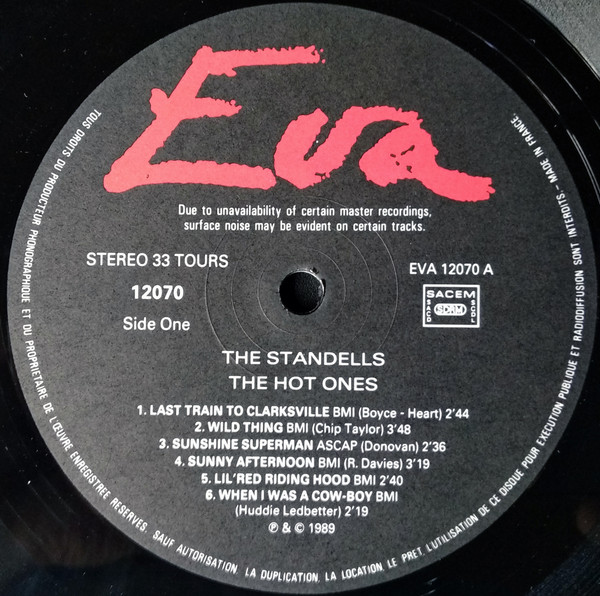 Eva
Due to unavailability of certain master recordings,
surface noise may be evident on certain tracks.
STEREO 33 TOURS
12070
Side One
EVA 12070 A
SACEM
SACD
SDRM
SGDL
THE STANDELLS
THE HOT ONES
1. LAST TRAIN TO CLARKSVILLE BMI (Boyce - Heart) 2'44
2. WILD THING BMI (Chip Taylor) 3'48
3. SUNSHINE SUPERMAN ASCAP (Donovan) 2'36
4. SUNNY AFTERNOON BMI (R. Davies) 3'19
5. LIL'RED RIDING HOOD BMI 2'40
6. WHEN I WAS A COW-BOY BMI
(Huddie Ledbetter) 2'19
℗ & © 1989
TOUS DROITS DU PRODUCTEUR PHONOGRAPHIQUE ET DU PROPRIETAIRE DE L'ŒUVRE ENREGISTREE RESERVES. SAUF AUTORISATION, LA DUPLICATION, LA LOCATION, LE PRET, L'UTILISATION DE CE DISQUE POUR EXECUTION PUBLIQUE ET RADIODIFFUSION SONT INTERDITS. - MADE IN FRANCE.